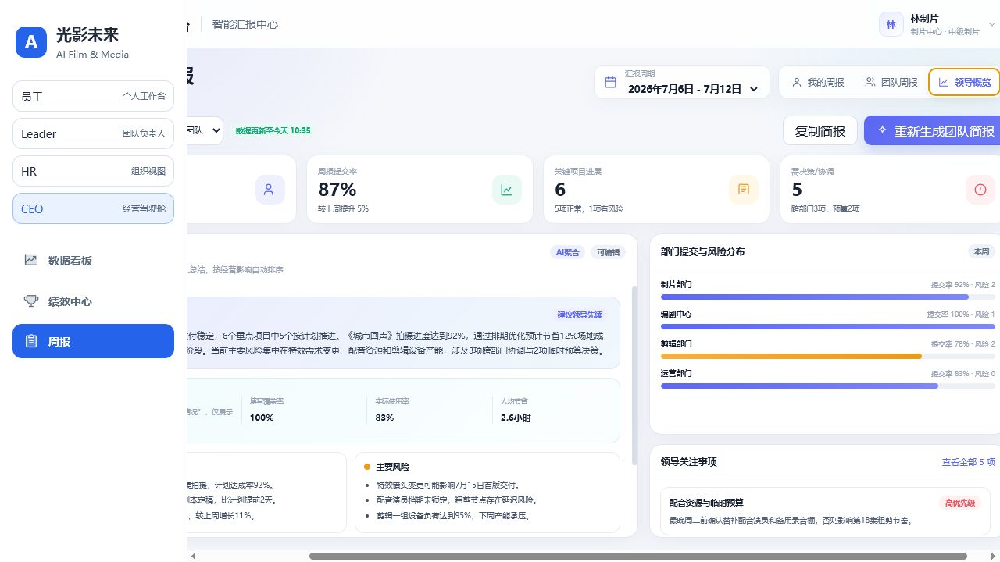 A
光影未来
AI Film & Media
员工 个人工作台
Leader 团队负责人
HR 组织视图
CEO 经营驾驶舱
数据看板
绩效中心
周报
智能汇报中心
林
林制片
制片中心 · 中级制片
报
汇报周期
2026年7月6日 - 7月12日
我的周报
团队周报
领导概览
团队
数据更新至今天 10:35
复制简报
重新生成团队简报
周报提交率
87%
较上周提升 5%
关键项目进展
6
5项正常，1项有风险
需决策/协调
5
跨部门3项，预算2项
AI聚合
可编辑
总结，按经营影响自动排序
建议领导先读
付稳定，6个重点项目中5个按计划推进。《城市回声》拍摄进度达到92%，通过排期优化预计节省12%场地成
阶段。当前主要风险集中在特效需求变更、配音资源和剪辑设备产能，涉及3项跨部门协调与2项临时预算决策。
情况”，仅展示
填写覆盖率
100%
实际使用率
83%
人均节省
2.6小时
集拍摄，计划达成率92%。
剧本定稿，比计划提前2天。
，较上周增长11%。
主要风险
特效镜头变更可能影响7月15日首版交付。
配音演员档期未锁定，粗剪节点存在延迟风险。
剪辑一组设备负荷达到95%，下周产能承压。
部门提交与风险分布
本周
制片部门 提交率 92% · 风险 2
编剧中心 提交率 100% · 风险 1
剪辑部门 提交率 78% · 风险 2
运营部门 提交率 83% · 风险 0
领导关注事项
查看全部 5 项
配音资源与临时预算
高优先级
最晚周二前确认替补配音演员和备用录音棚，否则影响第18集粗剪节奏。